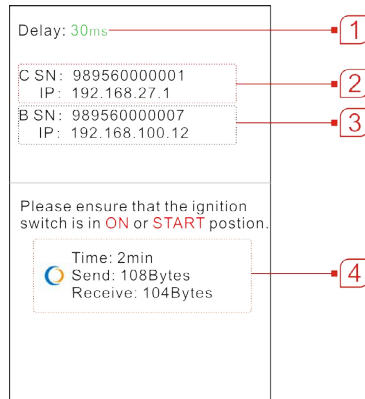 Delay: 30ms
1
C SN: 989560000001
IP: 192.168.27.1
2
B SN: 989560000007
IP: 192.168.100.12
3
Please ensure that the ignition
switch is in ON or START postion.
Time: 2min
Send: 108Bytes
Receive: 104Bytes
4